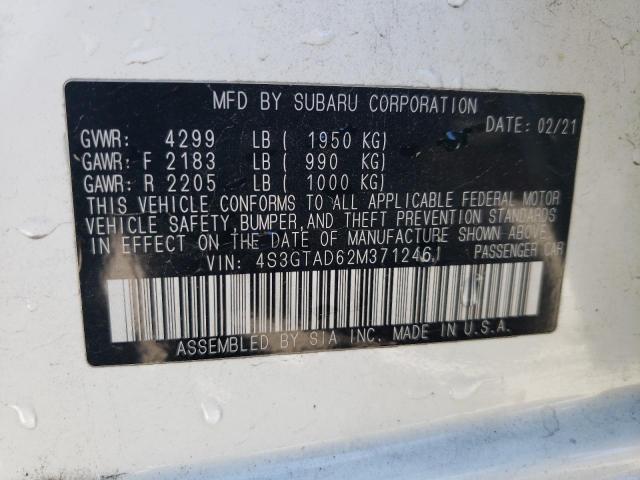 MFD BY SUBARU CORPORATION
DATE: 02/21
GVWR: 4299 LB ( 1950 KG)
GAWR: F 2183 LB ( 990 KG)
GAWR: R 2205 LB ( 1000 KG)
THIS VEHICLE CONFORMS TO ALL APPLICABLE FEDERAL MOTOR
VEHICLE SAFETY, BUMPER, AND THEFT PREVENTION STANDARDS
IN EFFECT ON THE DATE OF MANUFACTURE SHOWN ABOVE.
VIN: 4S3GTAD62M3712461 PASSENGER CAR
ASSEMBLED BY SIA INC. MADE IN U.S.A.